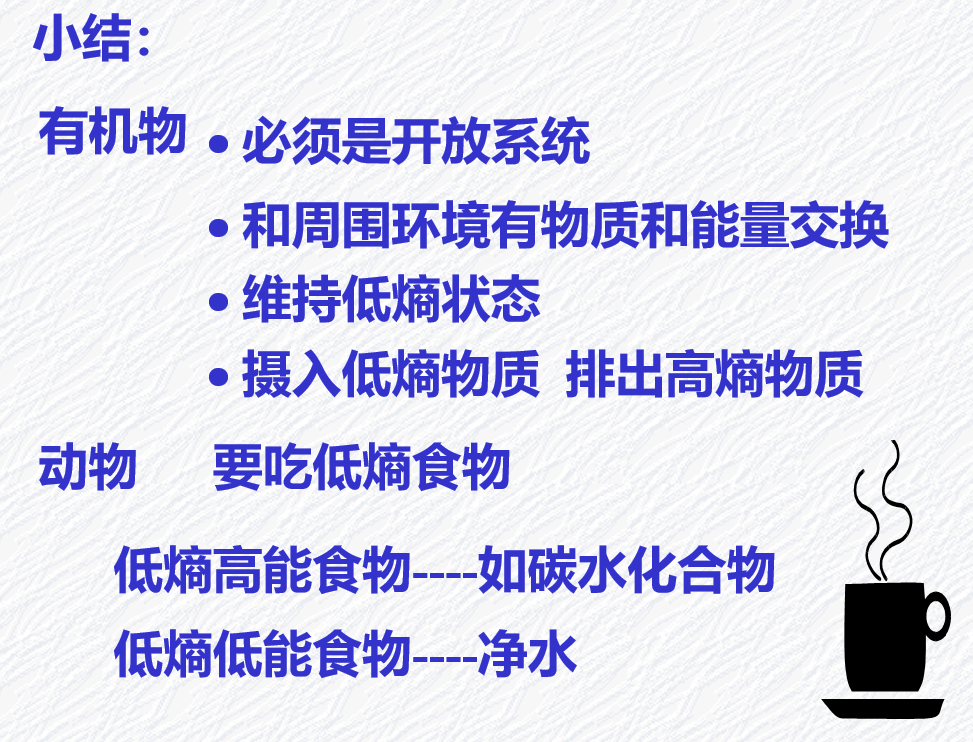 小结：
有机物 • 必须是开放系统
• 和周围环境有物质和能量交换
• 维持低熵状态
• 摄入低熵物质 排出高熵物质
动物 要吃低熵食物
低熵高能食物----如碳水化合物
低熵低能食物----净水